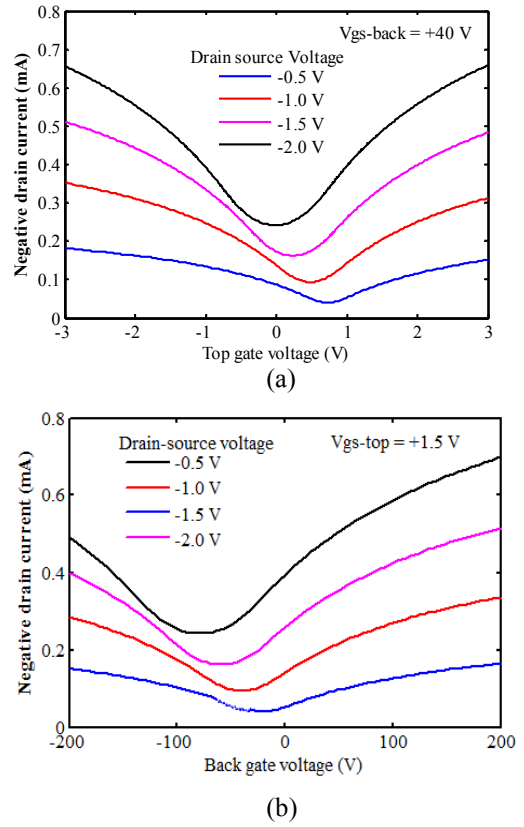 0.8
0.7
0.6
0.5
0.4
0.3
0.2
0.1
0
Negative drain current (mA)
Vgs-back = +40 V
Drain source Voltage
-0.5 V
-1.0 V
-1.5 V
-2.0 V
-3 -2 -1 0 1 2 3
Top gate voltage (V)
(a)
0.8
0.6
0.4
0.2
0
Negative drain current (mA)
Drain-source voltage
Vgs-top = +1.5 V
-0.5 V
-1.0 V
-1.5 V
-2.0 V
-200 -100 0 100 200
Back gate voltage (V)
(b)